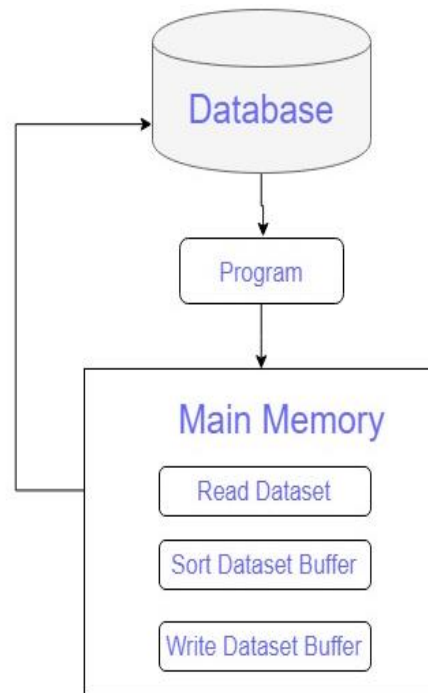 Database
Program
Main Memory
Read Dataset
Sort Dataset Buffer
Write Dataset Buffer